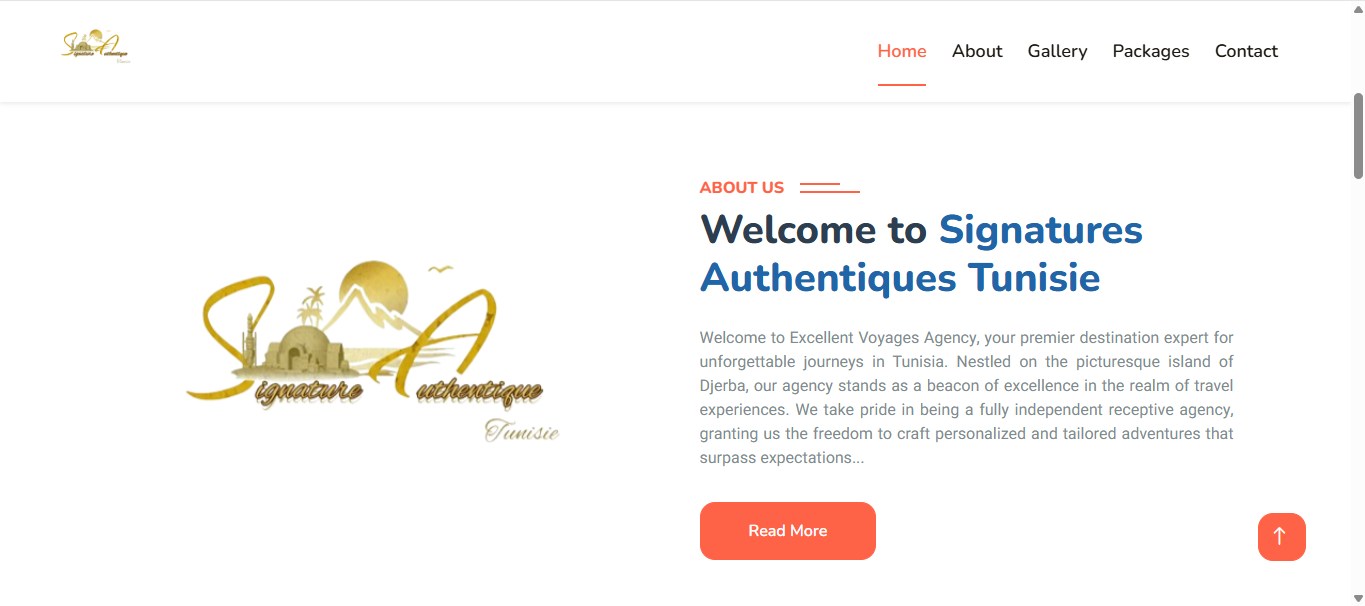 Signature Authentique
Tunisie
Home About Gallery Packages Contact
Signature Authentique
Tunisie
ABOUT US
Welcome to Signatures
Authentiques Tunisie
Welcome to Excellent Voyages Agency, your premier destination expert for
unforgettable journeys in Tunisia. Nestled on the picturesque island of
Djerba, our agency stands as a beacon of excellence in the realm of travel
experiences. We take pride in being a fully independent receptive agency,
granting us the freedom to craft personalized and tailored adventures that
surpass expectations...
Read More